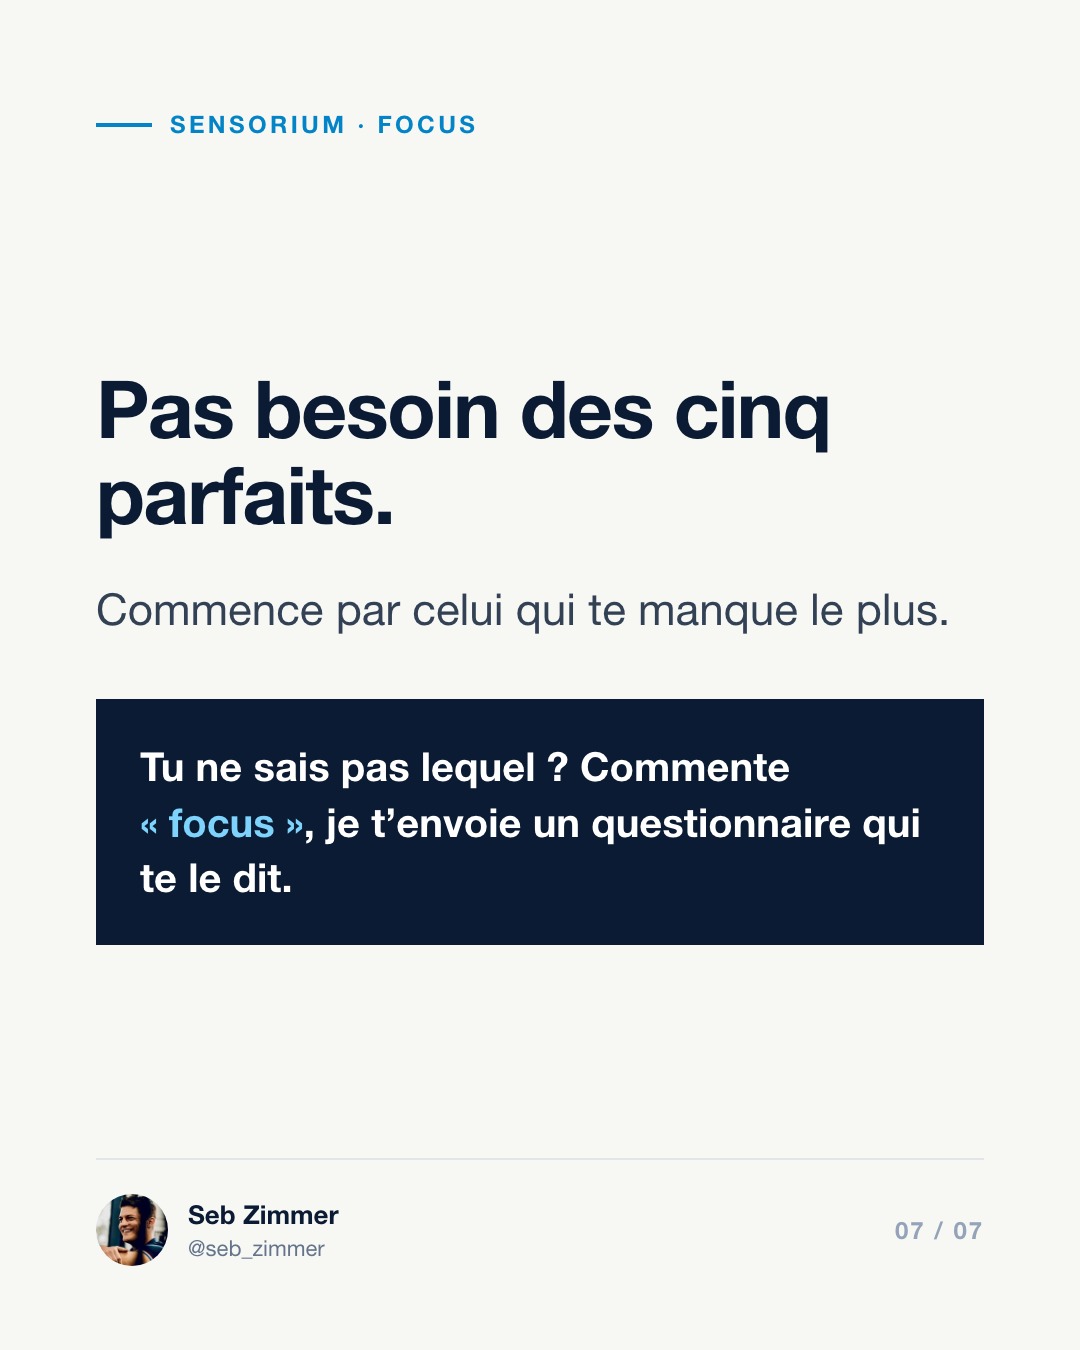 SENSORIUM · FOCUS
Pas besoin des cinq
parfaits.
Commence par celui qui te manque le plus.
Tu ne sais pas lequel ? Commente
« focus », je t’envoie un questionnaire qui
te le dit.
Seb Zimmer
@seb_zimmer
07 / 07